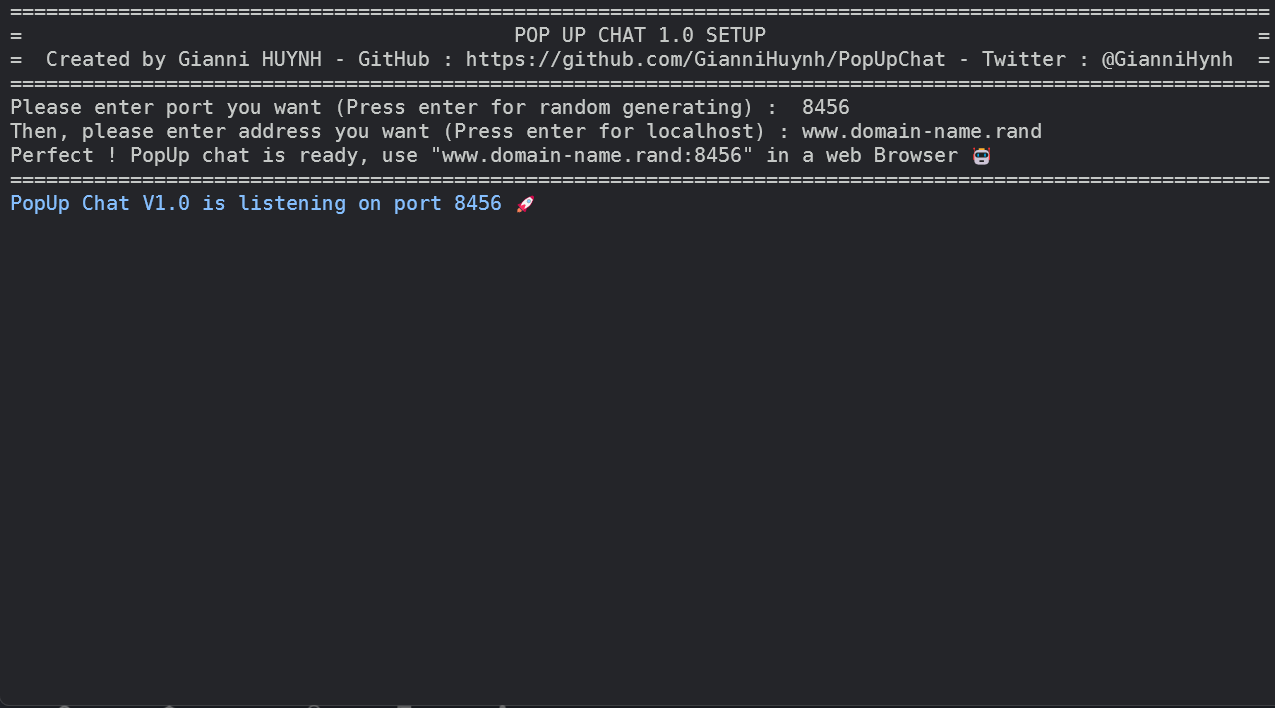 =========================================================================================================
=                                         POP UP CHAT 1.0 SETUP                                         =
=  Created by Gianni HUYNH - GitHub : https://github.com/GianniHuynh/PopUpChat - Twitter : @GianniHynh  =
=========================================================================================================
Please enter port you want (Press enter for random generating) :  8456
Then, please enter address you want (Press enter for localhost) : www.domain-name.rand
Perfect ! PopUp chat is ready, use "www.domain-name.rand:8456" in a web Browser 🤖
=========================================================================================================
PopUp Chat V1.0 is listening on port 8456 🚀